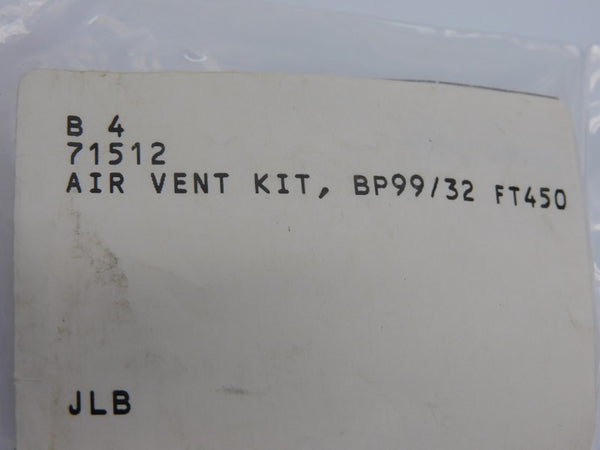 B 4
71512
AIR VENT KIT, BP99/32 FT450
JLB